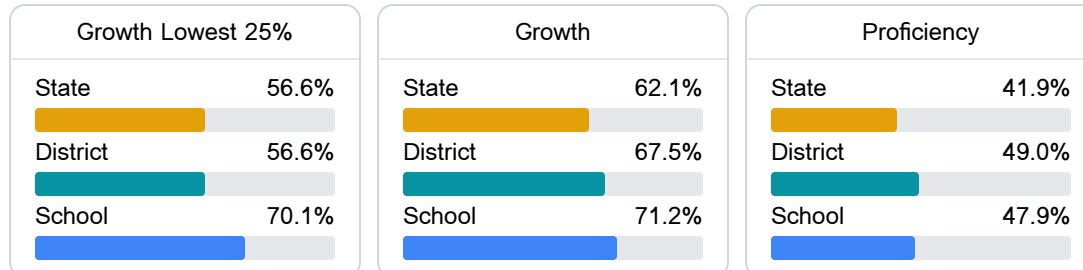 Growth Lowest 25%
State 56.6%
District 56.6%
School 70.1%
Growth
State 62.1%
District 67.5%
School 71.2%
Proficiency
State 41.9%
District 49.0%
School 47.9%